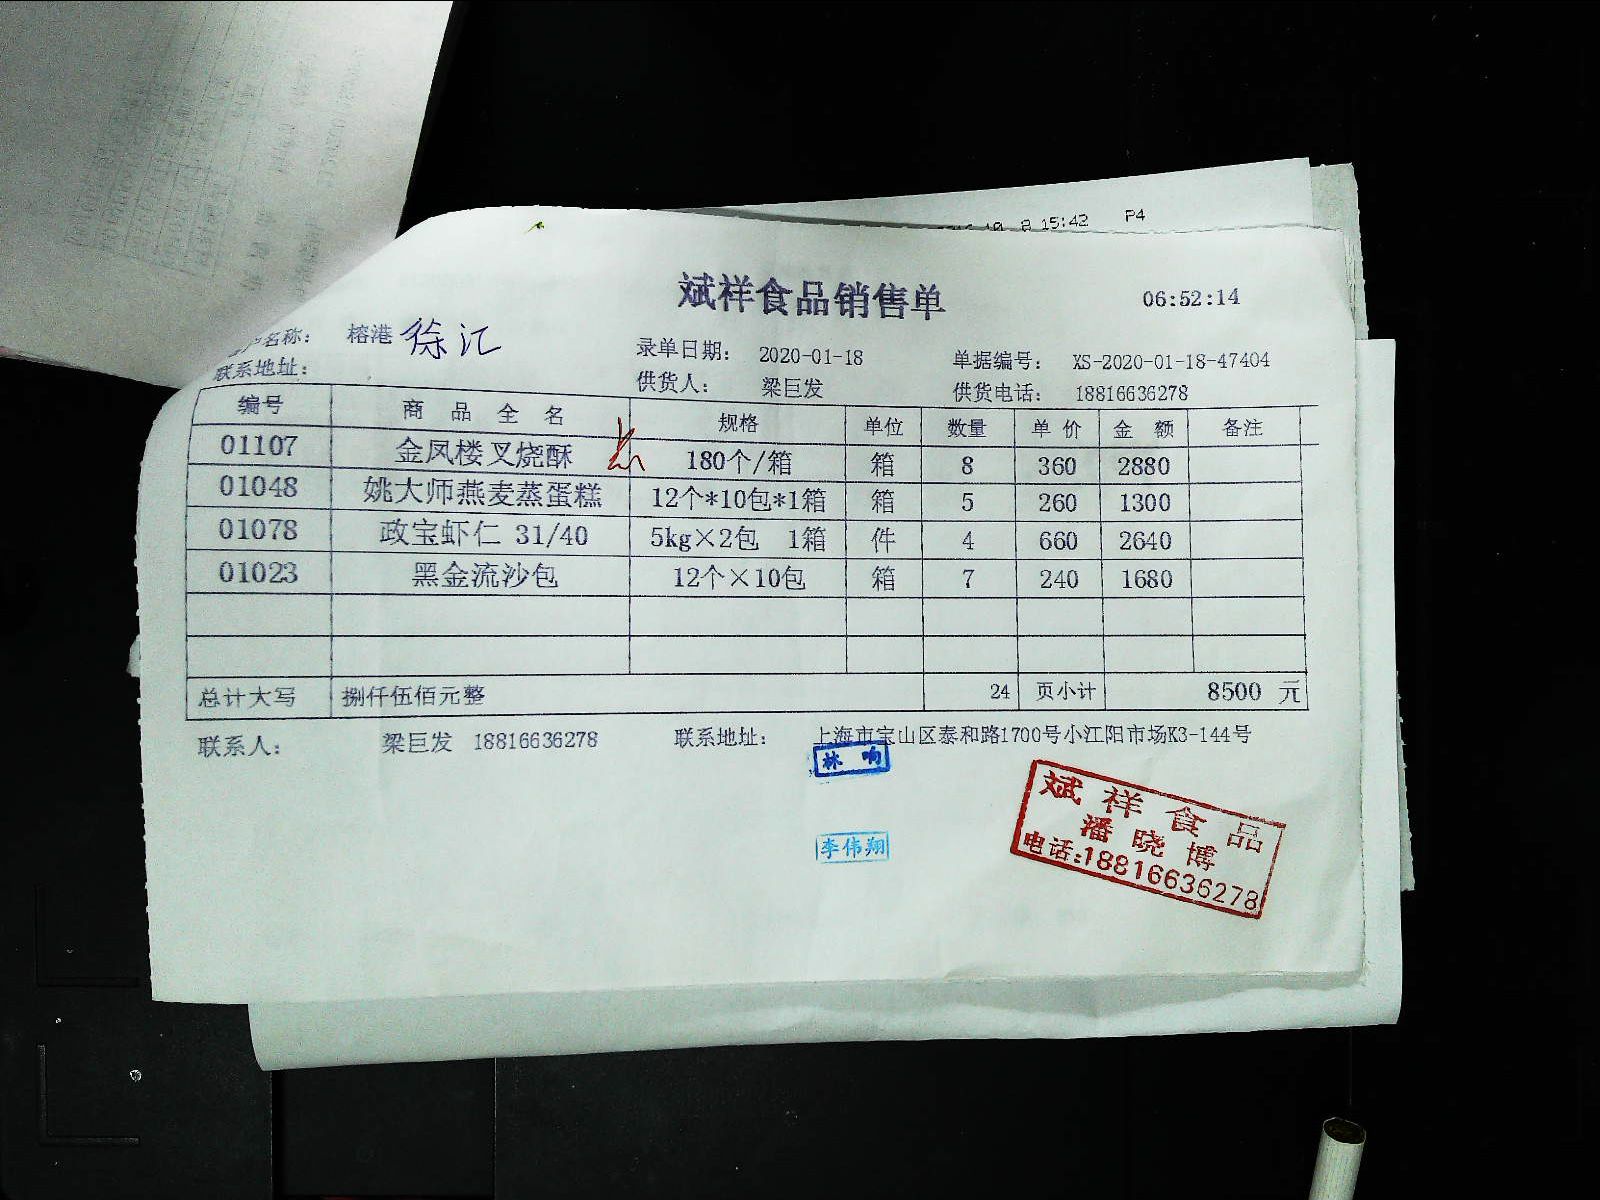 8 15:42 P4
斌祥食品销售单 06:52:14
户名称: 榕港 徐汇 录单日期: 2020-01-18 单据编号: XS-2020-01-18-47404
联系地址: 供货人: 梁巨发 供货电话: 18816636278
编号 商品全名 规格 单位 数量 单价 金额 备注
01107 金凤楼叉烧酥 180个/箱 箱 8 360 2880
01048 姚大师燕麦蒸蛋糕 12个*10包*1箱 箱 5 260 1300
01078 政宝虾仁 31/40 5kg×2包 1箱 件 4 660 2640
01023 黑金流沙包 12个×10包 箱 7 240 1680
总计大写 捌仟伍佰元整 24 页小计 8500 元
联系人: 梁巨发 18816636278 联系地址: 上海市宝山区泰和路1700号小江阳市场K3-144号
林响
李伟翔
斌祥食品
潘晓博
电话:18816636278